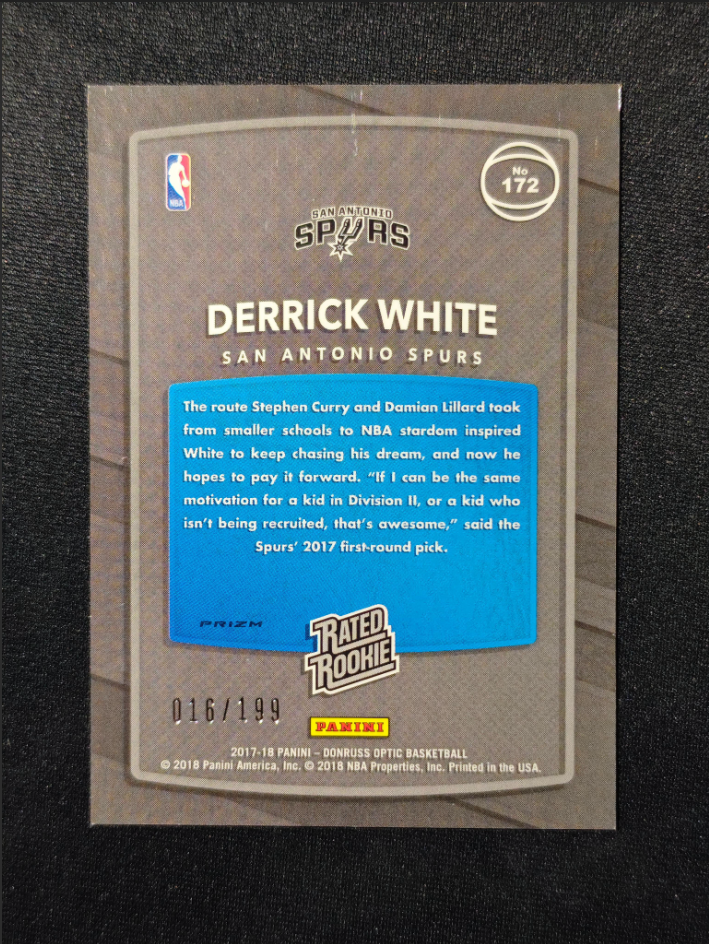 NBA
No
172
SAN ANTONIO
SPURS
DERRICK WHITE
SAN ANTONIO SPURS
The route Stephen Curry and Damian Lillard took
from smaller schools to NBA stardom inspired
White to keep chasing his dream, and now he
hopes to pay it forward. “If I can be the same
motivation for a kid in Division II, or a kid who
isn’t being recruited, that’s awesome,” said the
Spurs’ 2017 first-round pick.
PRIZM
RATED
ROOKIE
016/199
PANINI
2017-18 PANINI – DONRUSS OPTIC BASKETBALL
© 2018 Panini America, Inc. © 2018 NBA Properties, Inc. Printed in the USA.